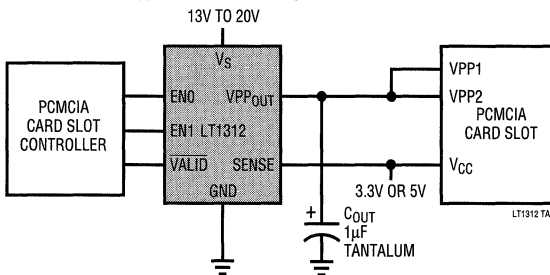 13V TO 20V
VS
PCMCIA
CARD SLOT
CONTROLLER
EN0
EN1
VALID
LT1312
VPPOUT
SENSE
GND
3.3V OR 5V
+
COUT
1µF
TANTALUM
VPP1
VPP2
PCMCIA
CARD SLOT
VCC
LT1312 TA